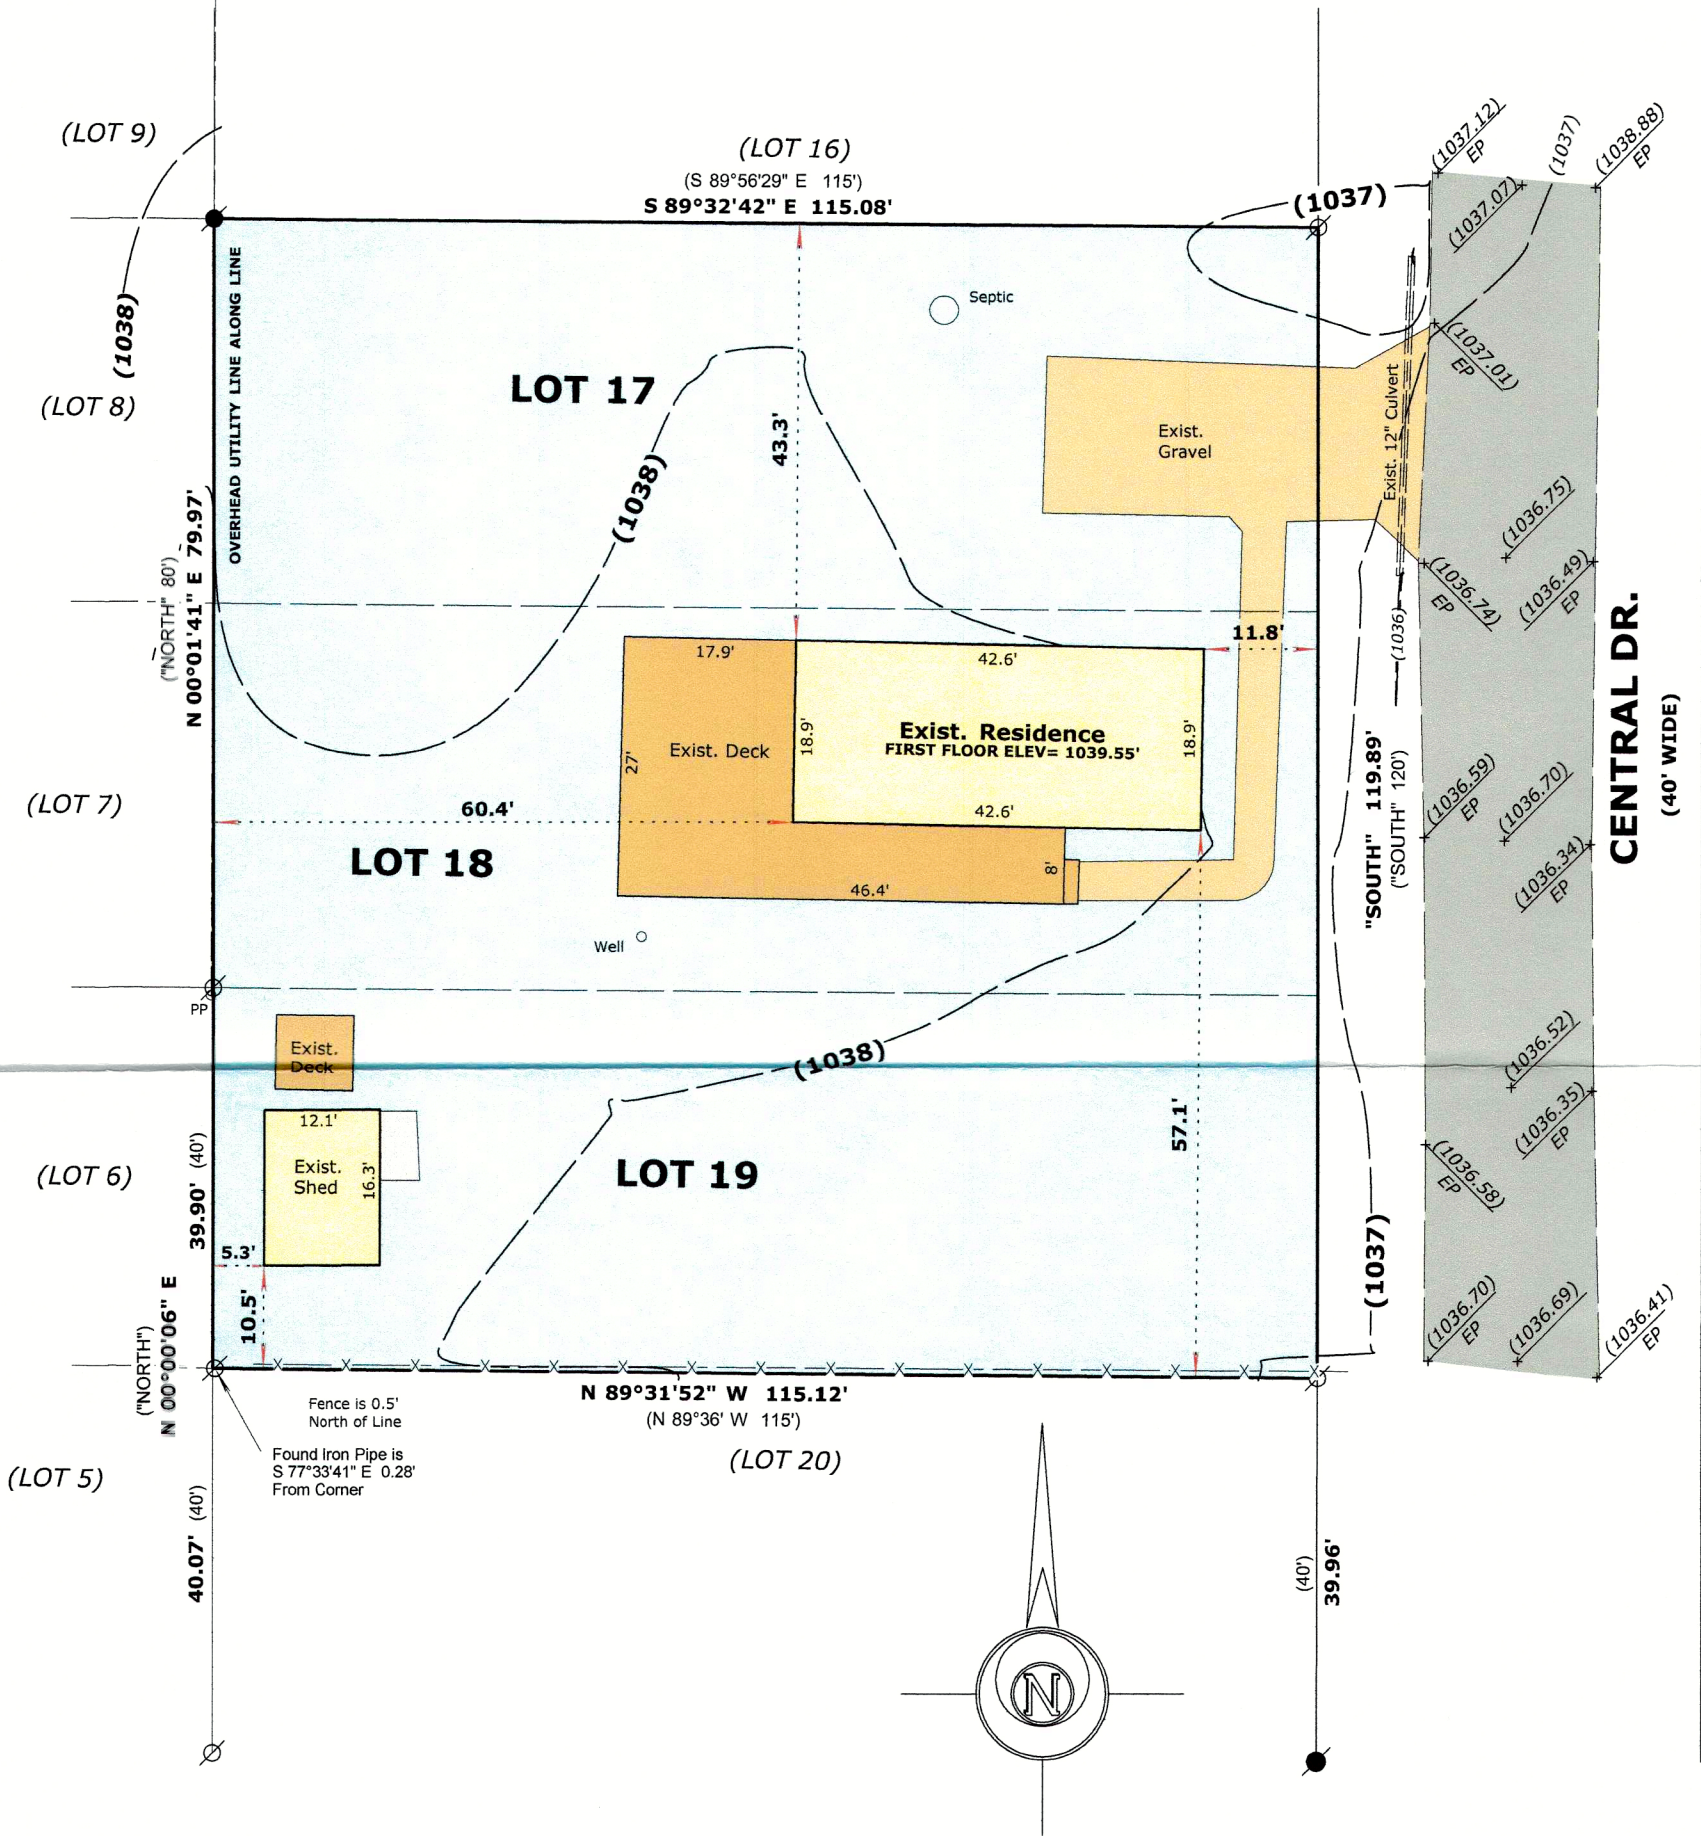 (LOT 9)
(LOT 16)
(S 89°56'29" E 115')
S 89°32'42" E 115.08'
(1037)
(1037.12)
EP
(1037)
(1038.88)
EP
(1037.07)
(1038)
(LOT 8)
OVERHEAD UTILITY LINE ALONG LINE
Septic
LOT 17
(1038)
43.3'
Exist.
Gravel
Exist. 12" Culvert
(1037.01)
EP
(1036.75)
(1036.74)
EP
(1036.49)
EP
(1036)
("NORTH" 80')
N 00°01'41" E 79.97'
11.8'
17.9'
42.6'
Exist. Residence
FIRST FLOOR ELEV= 1039.55'
18.9'
18.9'
Exist. Deck
27'
42.6'
60.4'
(LOT 7)
LOT 18
46.4'
8'
Well
"SOUTH" 119.89'
("SOUTH" 120')
(1036.59)
EP
(1036.70)
(1036.34)
EP
CENTRAL DR.
(40' WIDE)
PP
Exist.
Deck
(1038)
(1036.52)
(1036.35)
EP
12.1'
Exist.
Shed
16.3'
(LOT 6)
39.90' (40')
LOT 19
57.1'
(1036.58)
EP
(1037)
5.3'
10.5'
(1036.70)
EP
(1036.69)
(1036.41)
EP
("NORTH")
N 00°00'06" E
X X X X X X X X X X X X X X X X
N 89°31'52" W 115.12'
(N 89°36' W 115')
Fence is 0.5'
North of Line
(LOT 20)
Found Iron Pipe is
S 77°33'41" E 0.28'
From Corner
(LOT 5)
40.07' (40')
(40')
39.96'
N